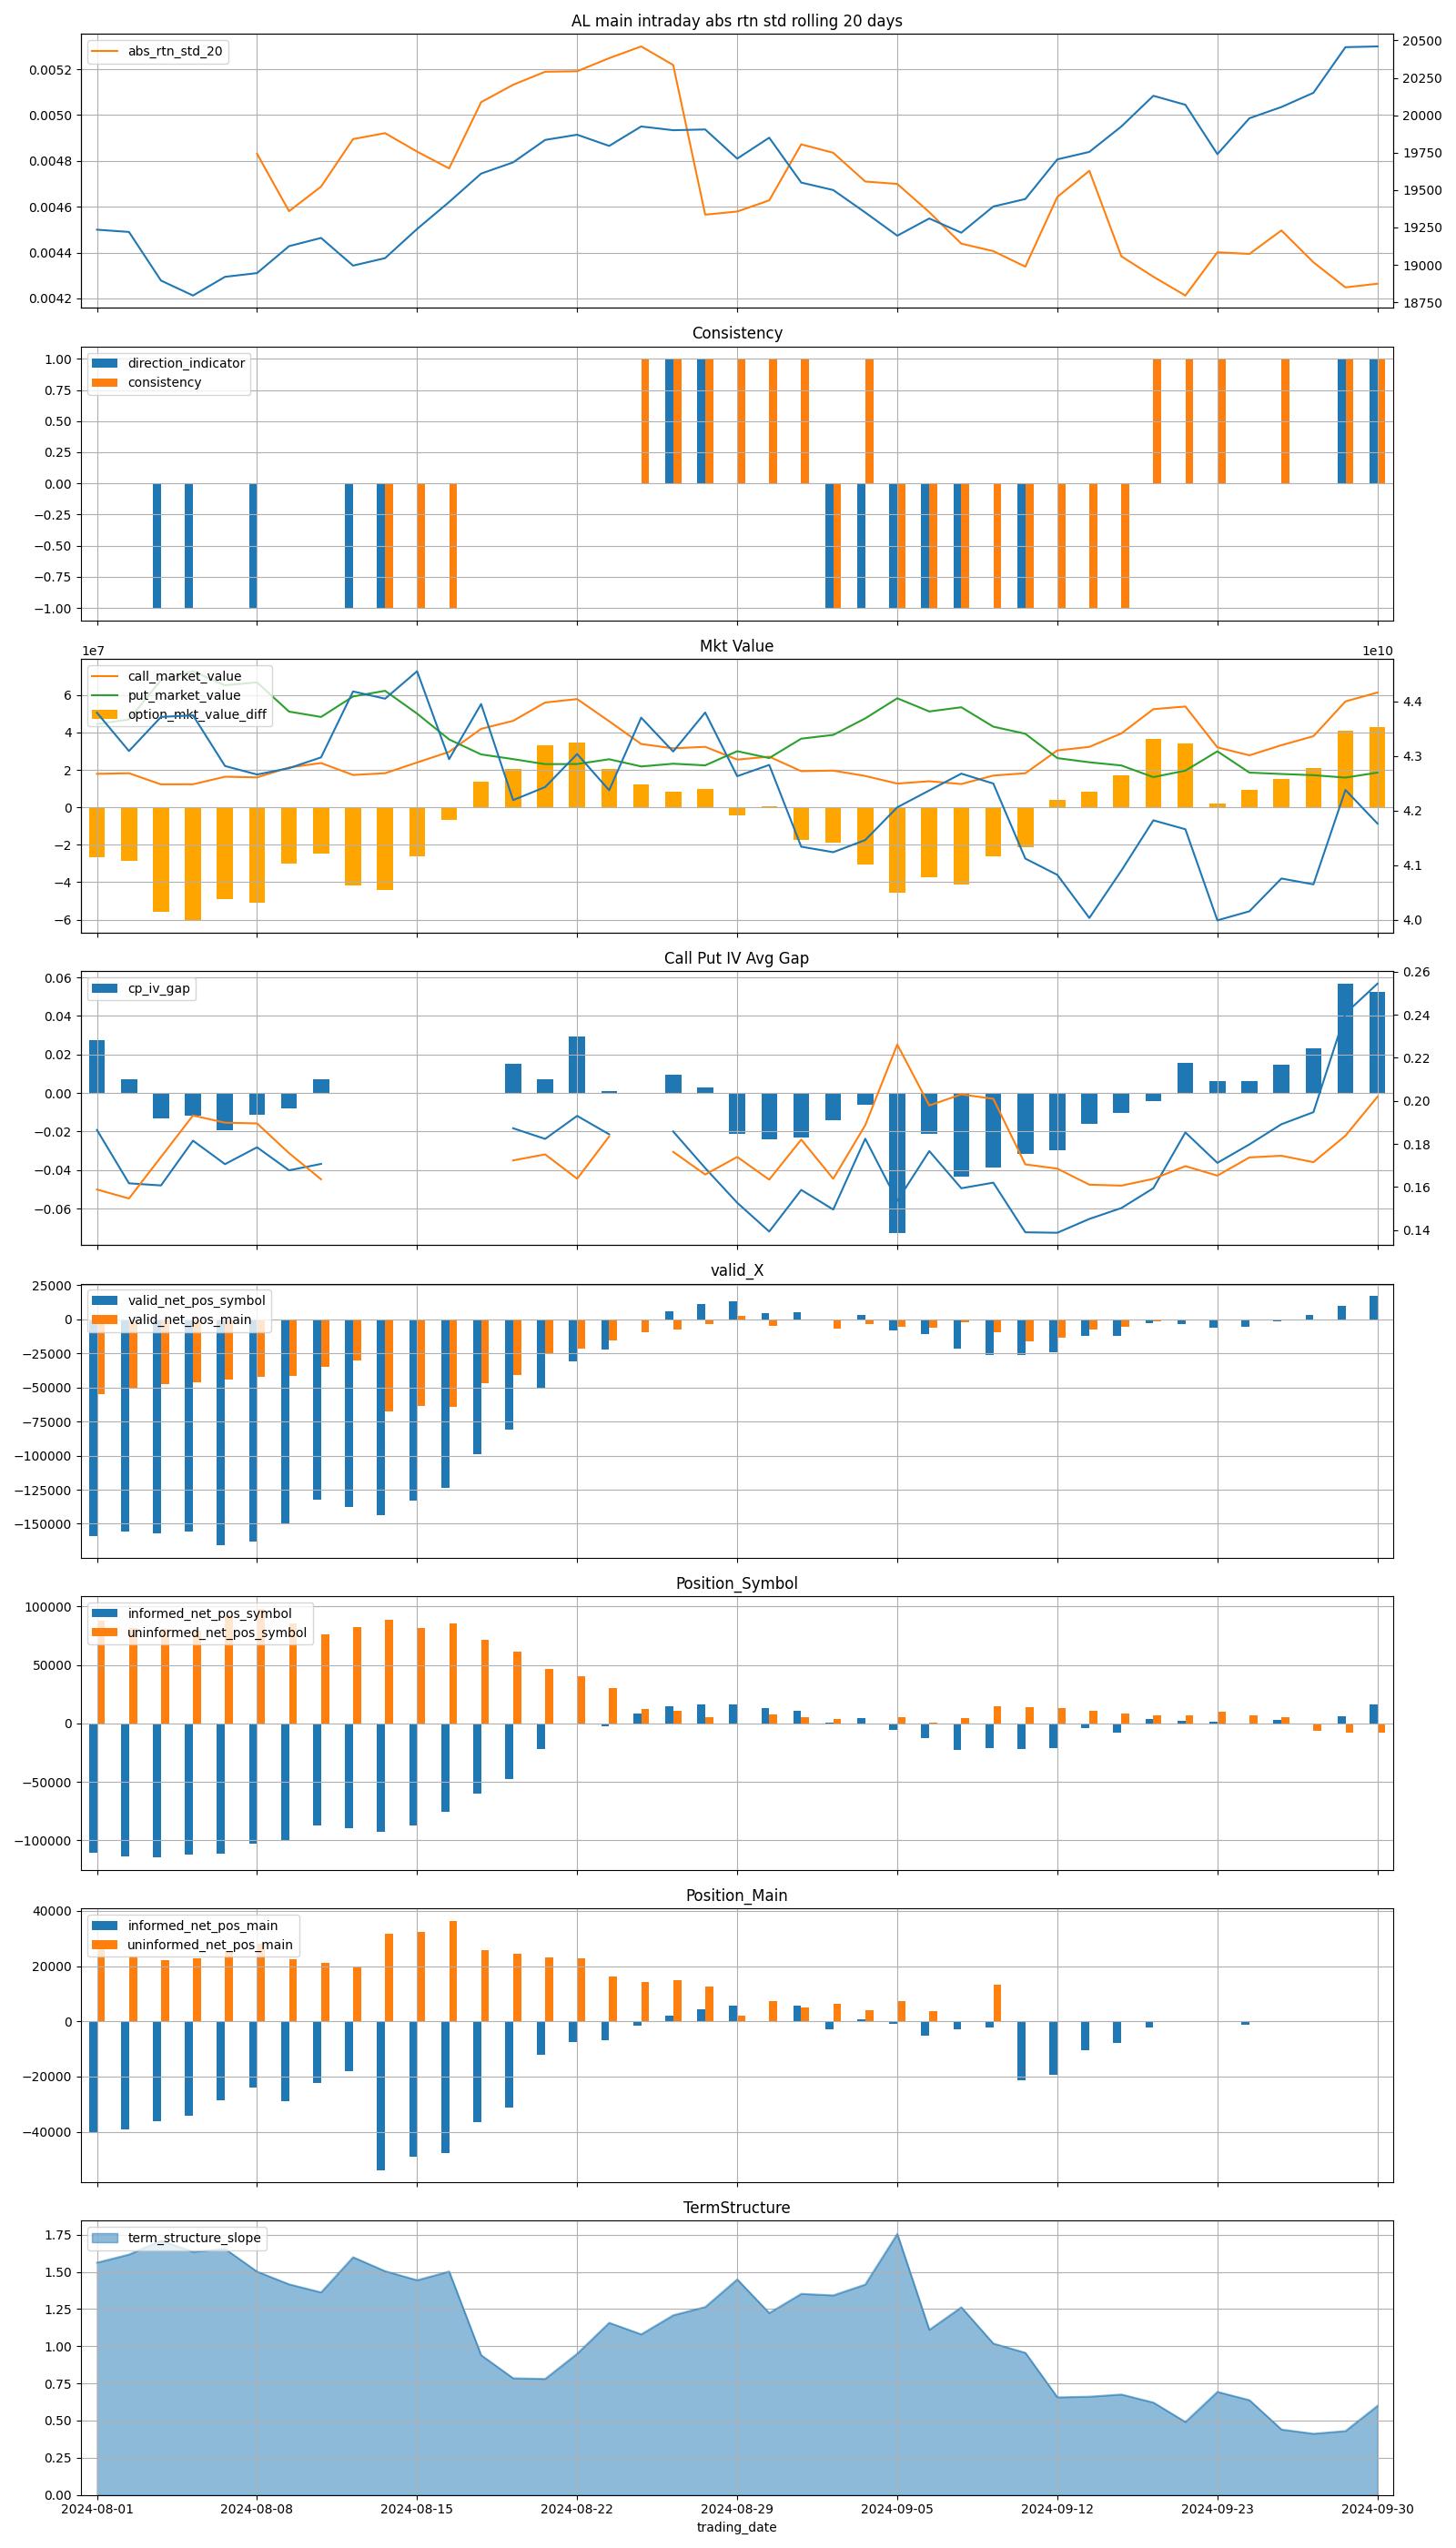 AL main intraday abs rtn std rolling 20 days
abs_rtn_std_20
0.0052
0.0050
0.0048
0.0046
0.0044
0.0042
20500
20250
20000
19750
19500
19250
19000
18750
Consistency
direction_indicator
consistency
1.00
0.75
0.50
0.25
0.00
−0.25
−0.50
−0.75
−1.00
Mkt Value
1e7
1e10
call_market_value
put_market_value
option_mkt_value_diff
6
4
2
0
−2
−4
−6
4.4
4.3
4.2
4.1
4.0
Call Put IV Avg Gap
cp_iv_gap
0.06
0.04
0.02
0.00
−0.02
−0.04
−0.06
0.26
0.24
0.22
0.20
0.18
0.16
0.14
valid_X
valid_net_pos_symbol
valid_net_pos_main
25000
0
−25000
−50000
−75000
−100000
−125000
−150000
Position_Symbol
informed_net_pos_symbol
uninformed_net_pos_symbol
100000
50000
0
−50000
−100000
Position_Main
informed_net_pos_main
uninformed_net_pos_main
40000
20000
0
−20000
−40000
TermStructure
term_structure_slope
1.75
1.50
1.25
1.00
0.75
0.50
0.25
0.00
2024-08-01 2024-08-08 2024-08-15 2024-08-22 2024-08-29 2024-09-05 2024-09-12 2024-09-23 2024-09-30
trading_date